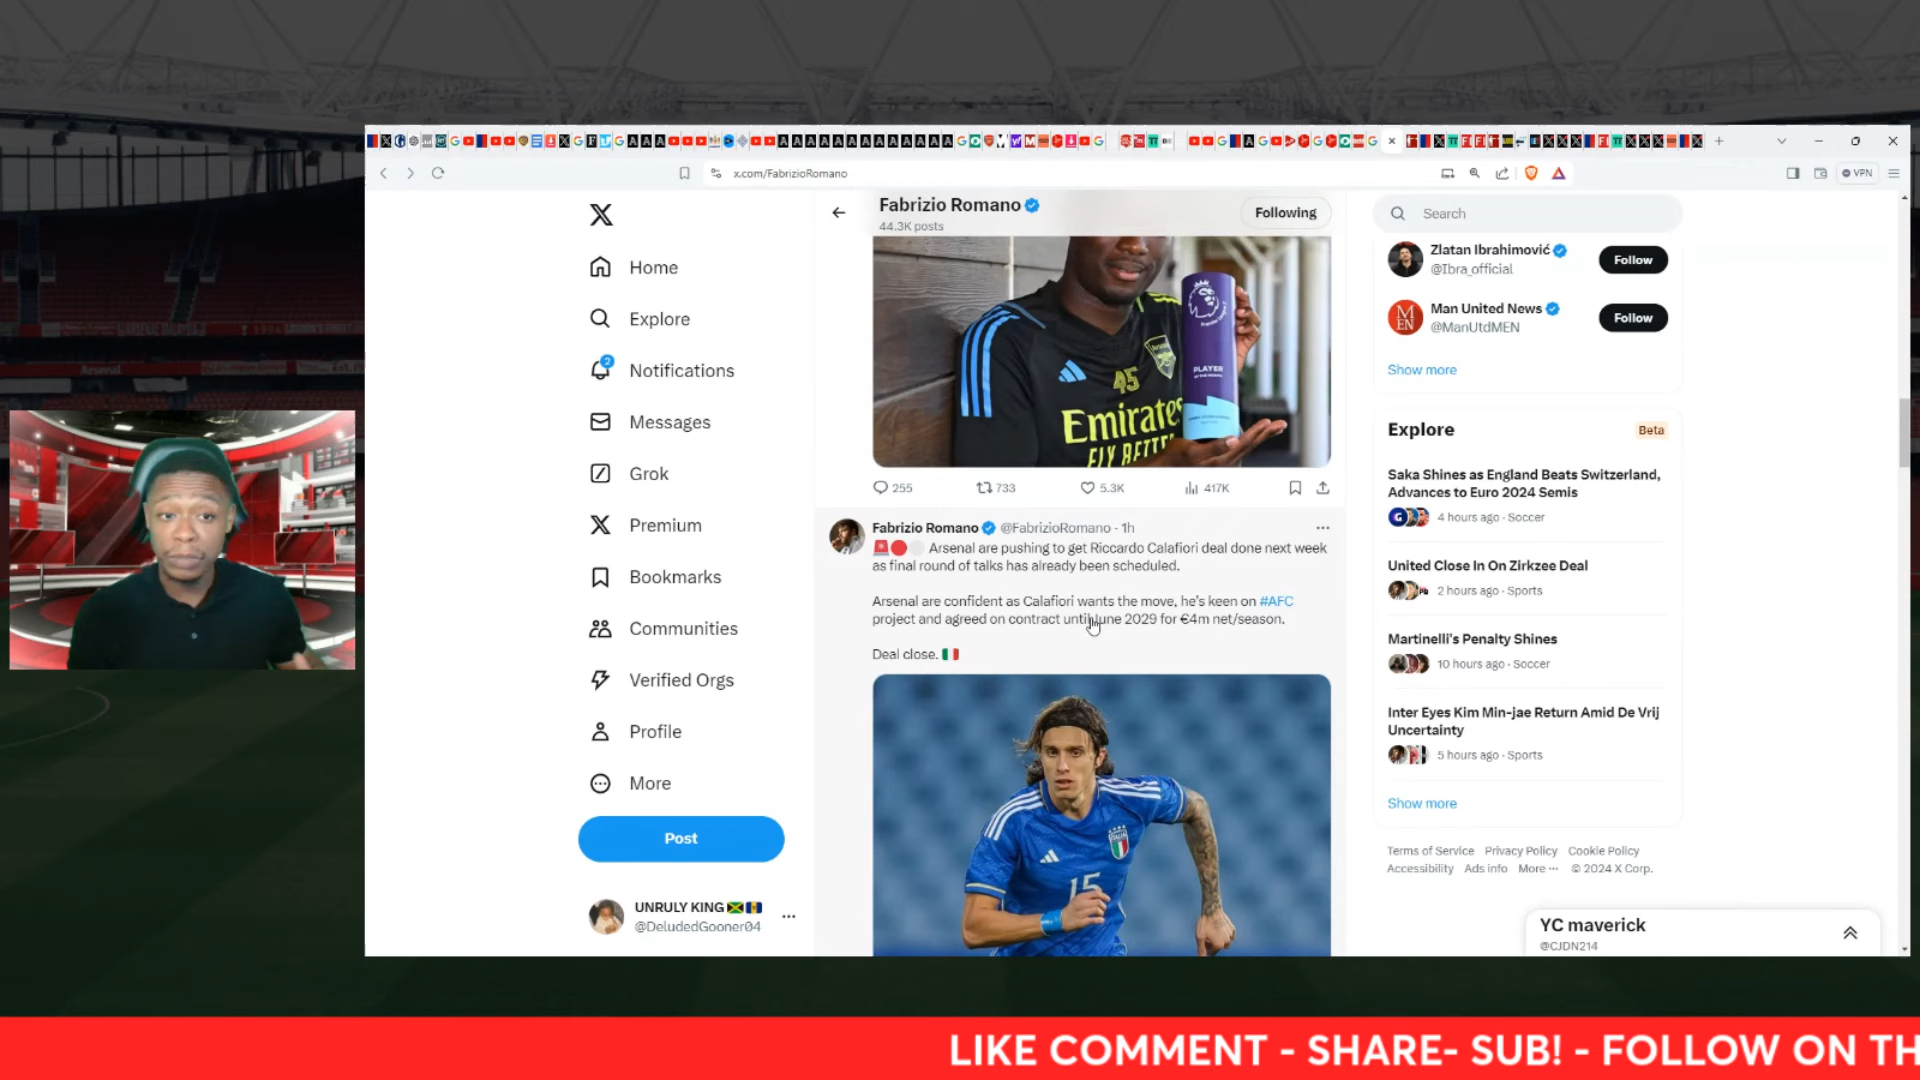 x.com/FabrizioRomano
VPN
Fabrizio Romano
44.3K posts
Following
Search
Home
Explore
Notifications
2
Messages
Grok
Premium
Bookmarks
Communities
Verified Orgs
Profile
More
Post
UNRULY KING
@DeludedGooner04
45
Emirates
FLY BETTER
PLAYER
255
733
5.3K
417K
Fabrizio Romano @FabrizioRomano · 1h
Arsenal are pushing to get Riccardo Calafiori deal done next week
as final round of talks has already been scheduled.
Arsenal are confident as Calafiori wants the move, he's keen on #AFC
project and agreed on contract until June 2029 for €4m net/season.
Deal close.
ITALIA
15
Zlatan Ibrahimović
@Ibra_official
Follow
Man United News
@ManUtdMEN
Follow
M
EN
Show more
Explore
Beta
Saka Shines as England Beats Switzerland,
Advances to Euro 2024 Semis
4 hours ago · Soccer
United Close In On Zirkzee Deal
2 hours ago · Sports
Martinelli's Penalty Shines
10 hours ago · Soccer
Inter Eyes Kim Min-jae Return Amid De Vrij
Uncertainty
5 hours ago · Sports
Show more
Terms of Service Privacy Policy Cookie Policy
Accessibility Ads info More ··· © 2024 X Corp.
YC maverick
@CJDN214
Arsenal
LIKE COMMENT - SHARE- SUB! - FOLLOW ON TH